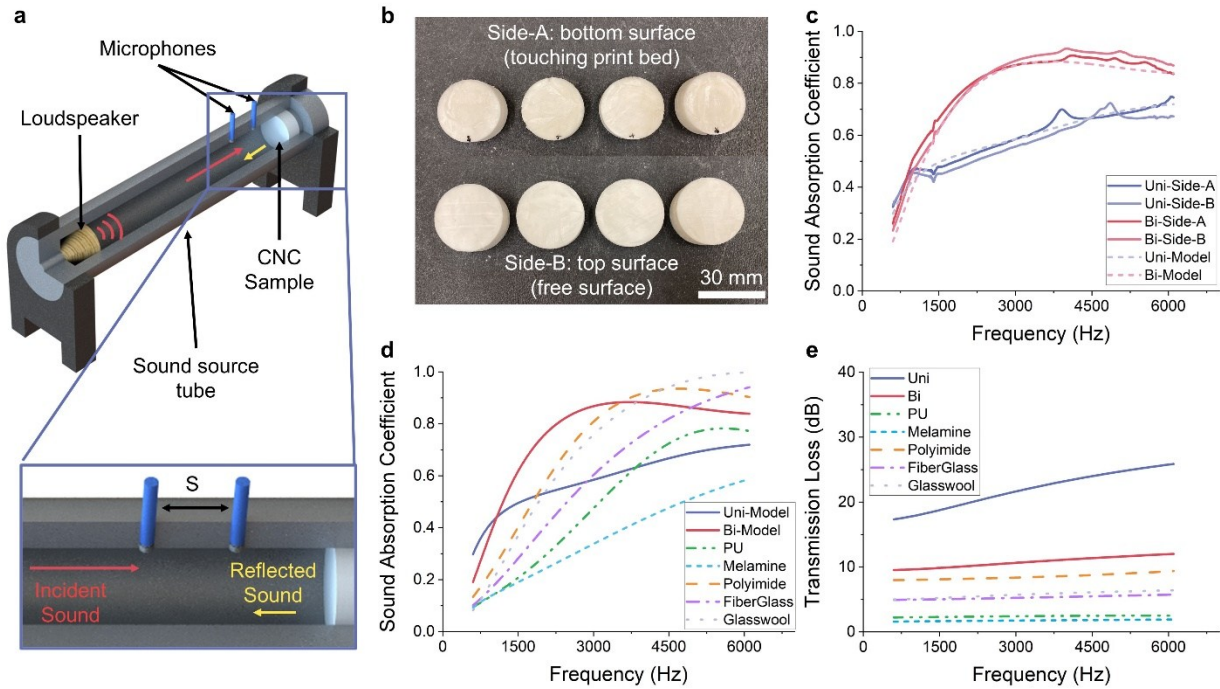 a
Microphones
Loudspeaker
CNC
Sample
Sound source
tube
S
Incident
Sound
Reflected
Sound
b
Side-A: bottom surface
(touching print bed)
Side-B: top surface
(free surface)
30 mm
c
Sound Absorption Coefficient
1.0
0.8
0.6
0.4
0.2
0.0
Uni-Side-A
Uni-Side-B
Bi-Side-A
Bi-Side-B
Uni-Model
Bi-Model
0
1500
3000
4500
6000
Frequency (Hz)
d
Sound Absorption Coefficient
1.0
0.8
0.6
0.4
0.2
0.0
Uni-Model
Bi-Model
PU
Melamine
Polyimide
FiberGlass
Glasswool
0
1500
3000
4500
6000
Frequency (Hz)
e
Transmission Loss (dB)
40
30
20
10
0
Uni
Bi
PU
Melamine
Polyimide
FiberGlass
Glasswool
0
1500
3000
4500
6000
Frequency (Hz)